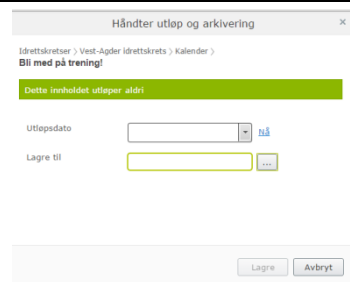 Håndter utløp og arkivering
Idrettskretser > Vest-Agder idrettskrets > Kalender >
Bli med på trening!
Dette innholdet utløper aldri
Utløpsdato
Nå
Lagre til
...
Lagre
Avbryt